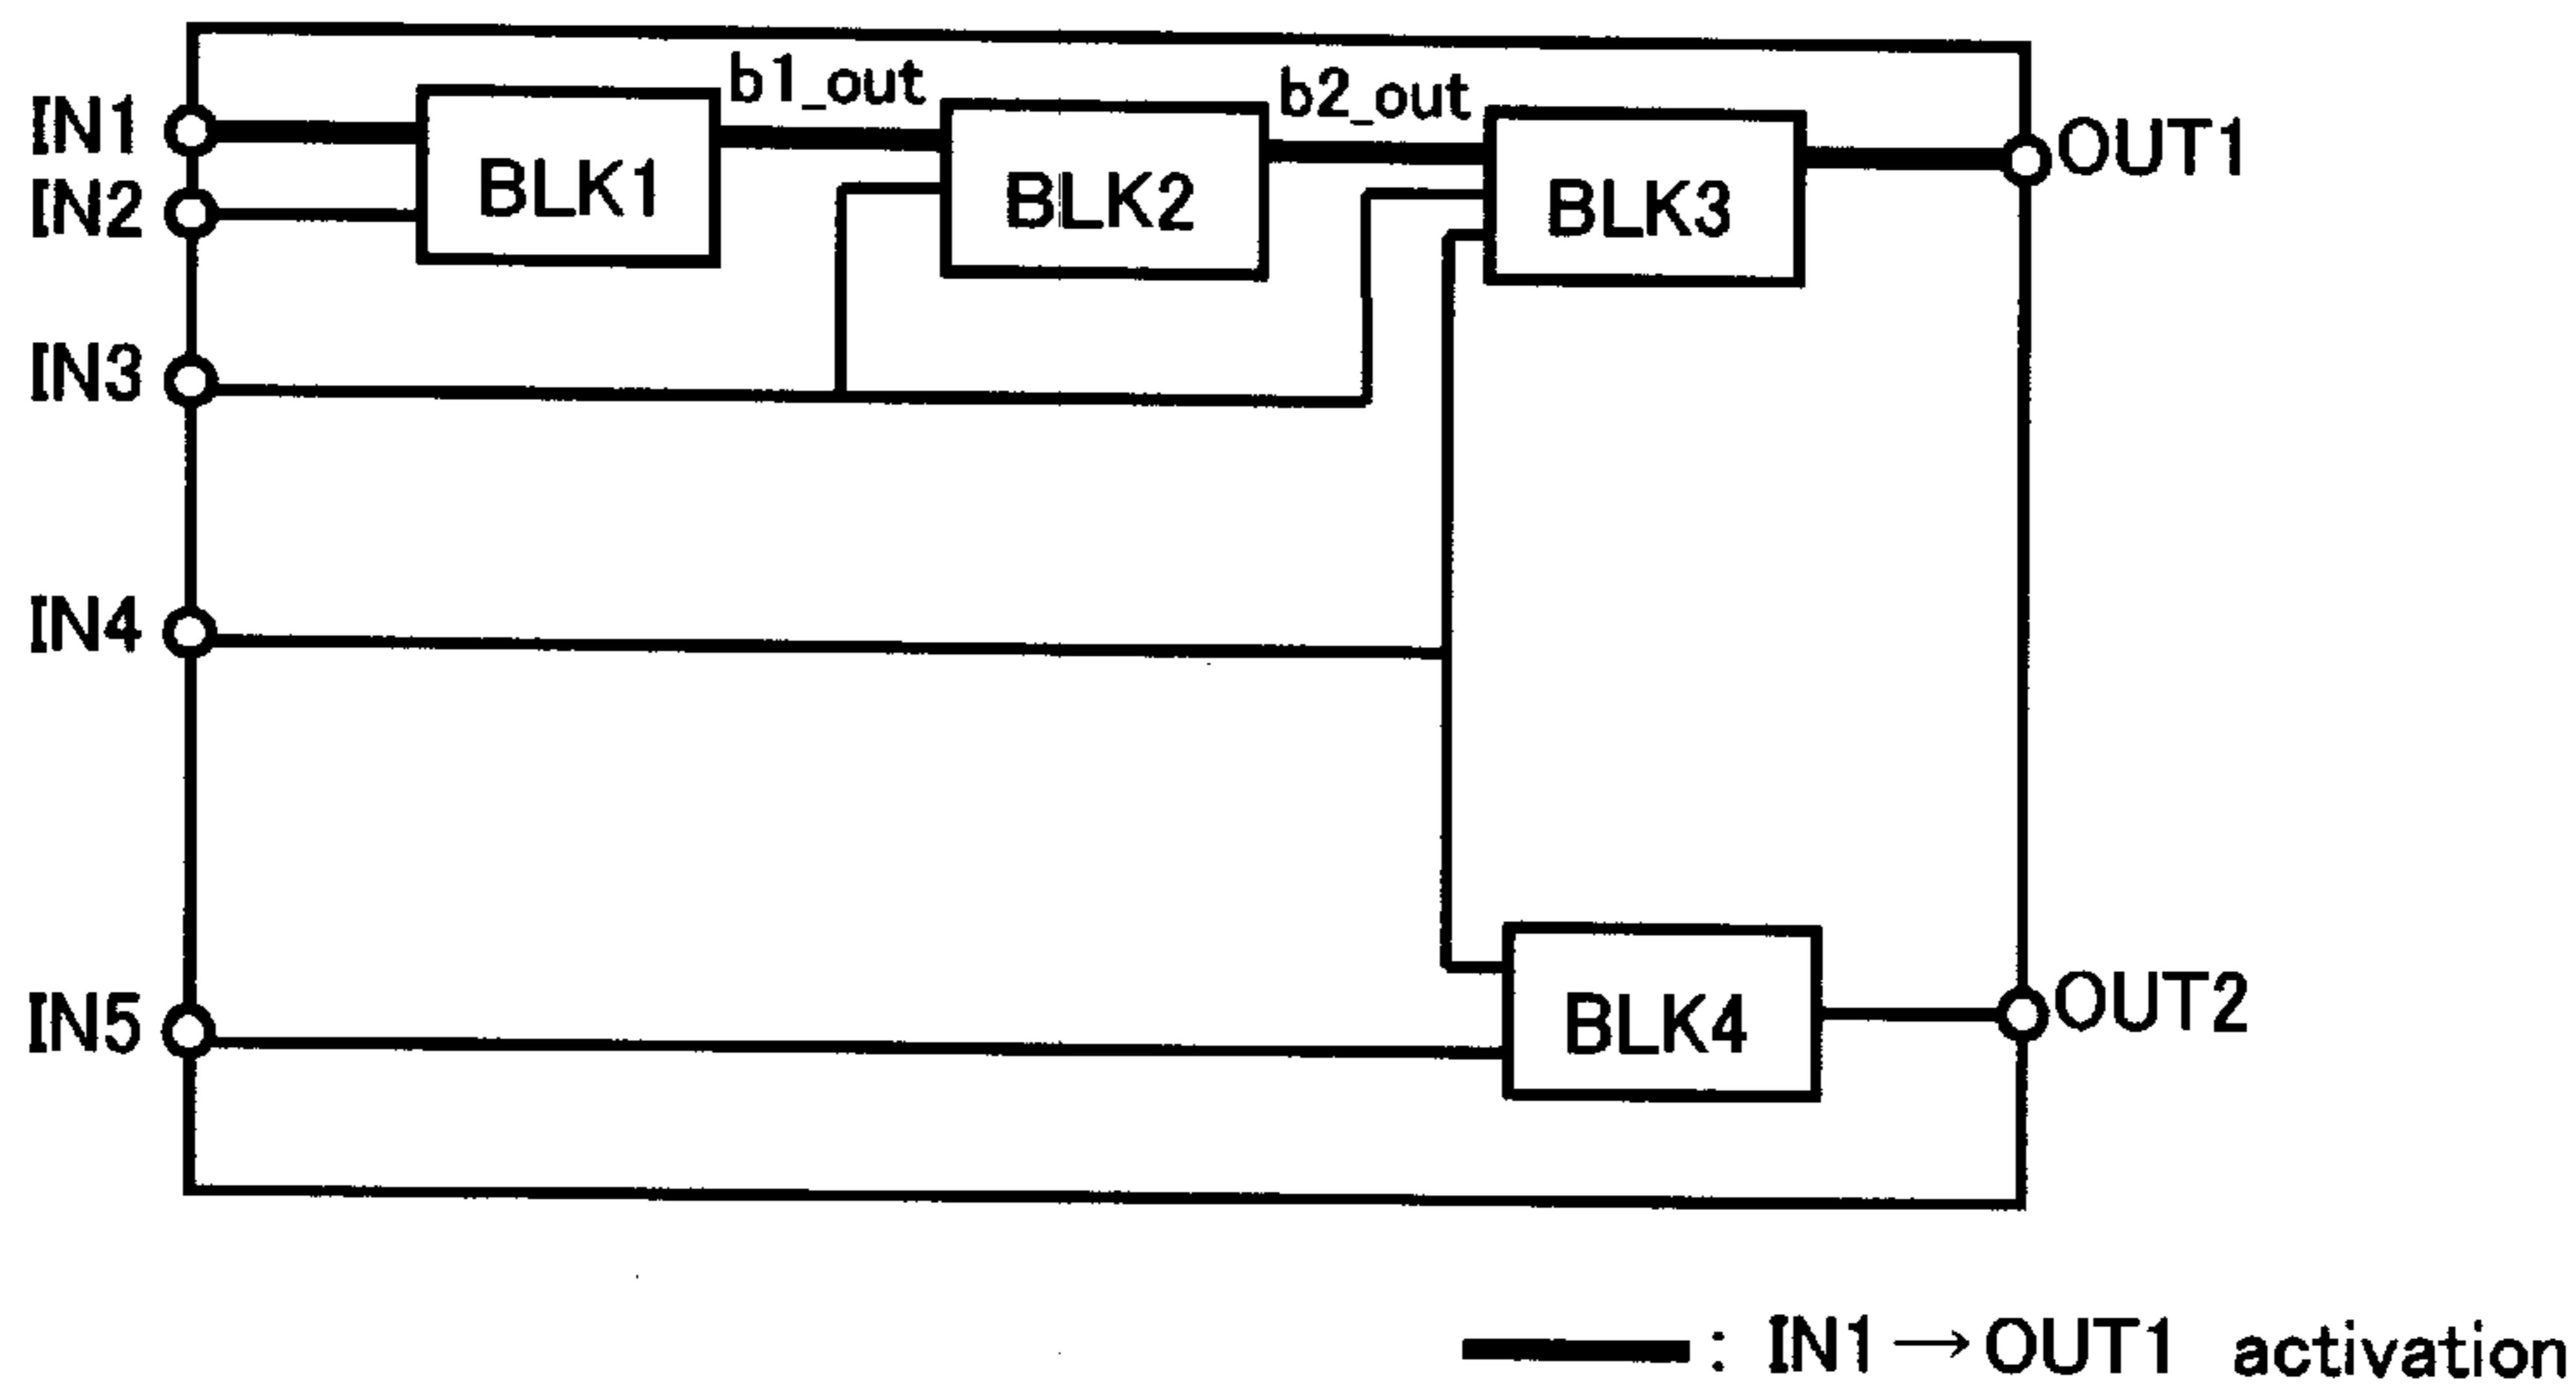 b1_out
b2_out
IN1
BLK1
BLK2
BLK3
OUT1
IN2
IN3
IN4
IN5
BLK4
OUT2
: IN1→OUT1 activation